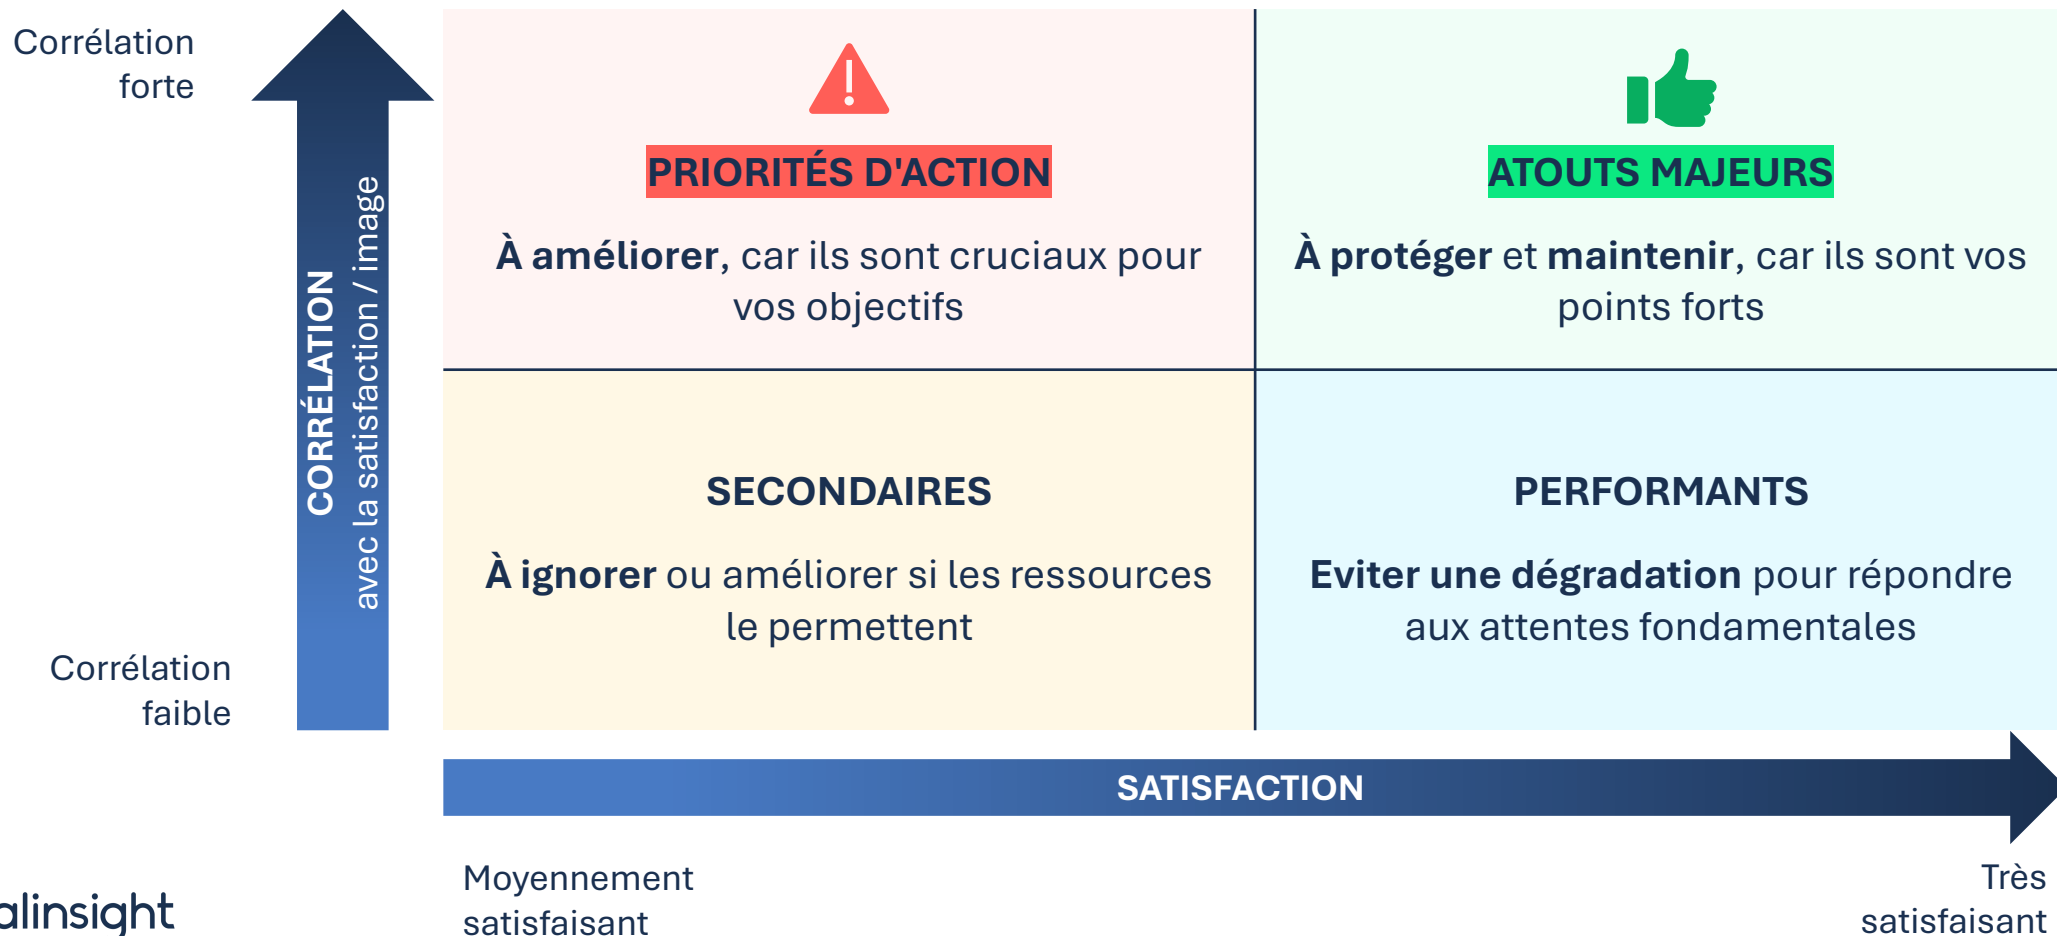 Corrélation
forte
PRIORITÉS D'ACTION
À améliorer, car ils sont cruciaux pour
vos objectifs
ATOUTS MAJEURS
À protéger et maintenir, car ils sont vos
points forts
CORRÉLATION
avec la satisfaction / image
SECONDAIRES
À ignorer ou améliorer si les ressources
le permettent
PERFORMANTS
Eviter une dégradation pour répondre
aux attentes fondamentales
Corrélation
faible
SATISFACTION
Moyennement
satisfaisant
Très
satisfaisant
alinsight